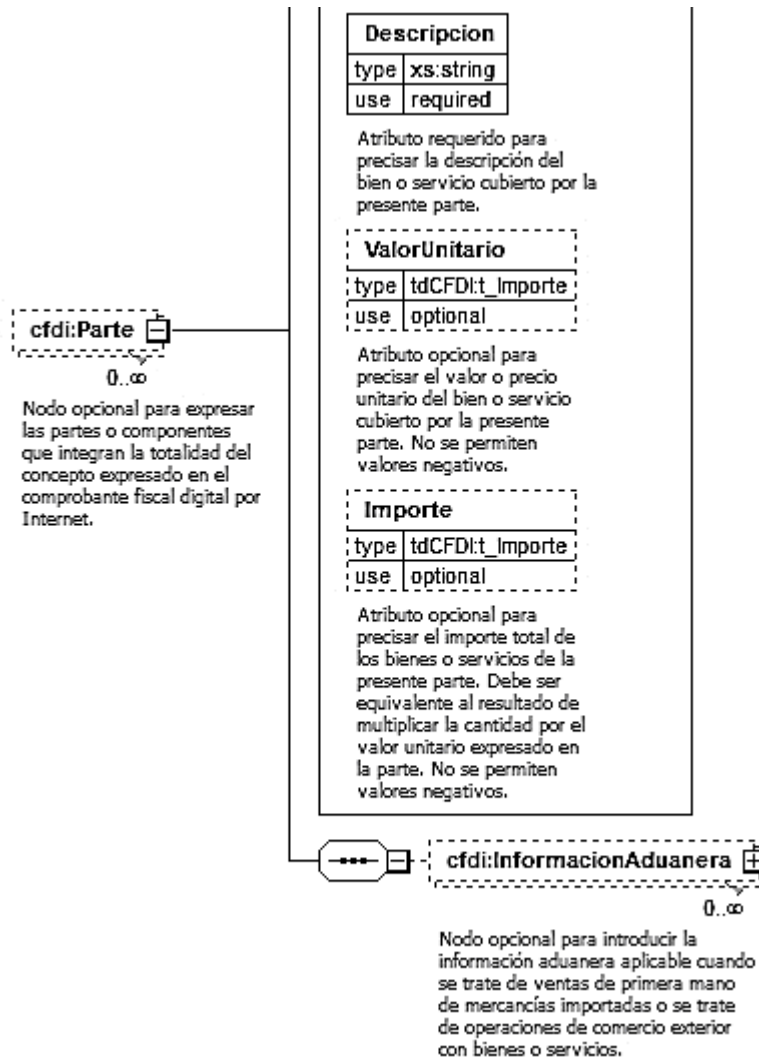 Descripcion
type xs:string
use required
Atributo requerido para
precisar la descripción del
bien o servicio cubierto por la
presente parte.
ValorUnitario
type tdCFDI:t_Importe
use optional
Atributo opcional para
precisar el valor o precio
unitario del bien o servicio
cubierto por la presente
parte. No se permiten
valores negativos.
cfdi:Parte
0..∞
Nodo opcional para expresar
las partes o componentes
que integran la totalidad del
concepto expresado en el
comprobante fiscal digital por
Internet.
Importe
type tdCFDI:t_Importe
use optional
Atributo opcional para
precisar el importe total de
los bienes o servicios de la
presente parte. Debe ser
equivalente al resultado de
multiplicar la cantidad por el
valor unitario expresado en
la parte. No se permiten
valores negativos.
cfdi:InformacionAduanera
0..∞
Nodo opcional para introducir la
información aduanera aplicable cuando
se trate de ventas de primera mano
de mercancías importadas o se trate
de operaciones de comercio exterior
con bienes o servicios.